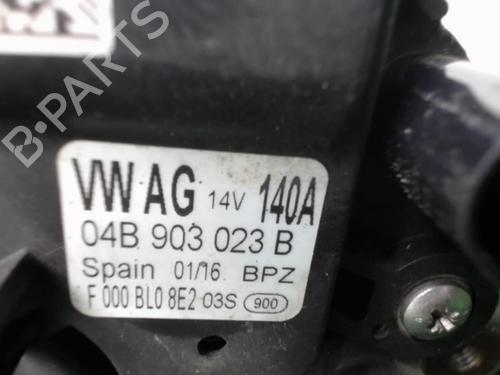 B-PARTS
VW AG 14V 140A
04B 903 023 B
Spain 01/16 BPZ
F 000 BL0 8E2 03S 900